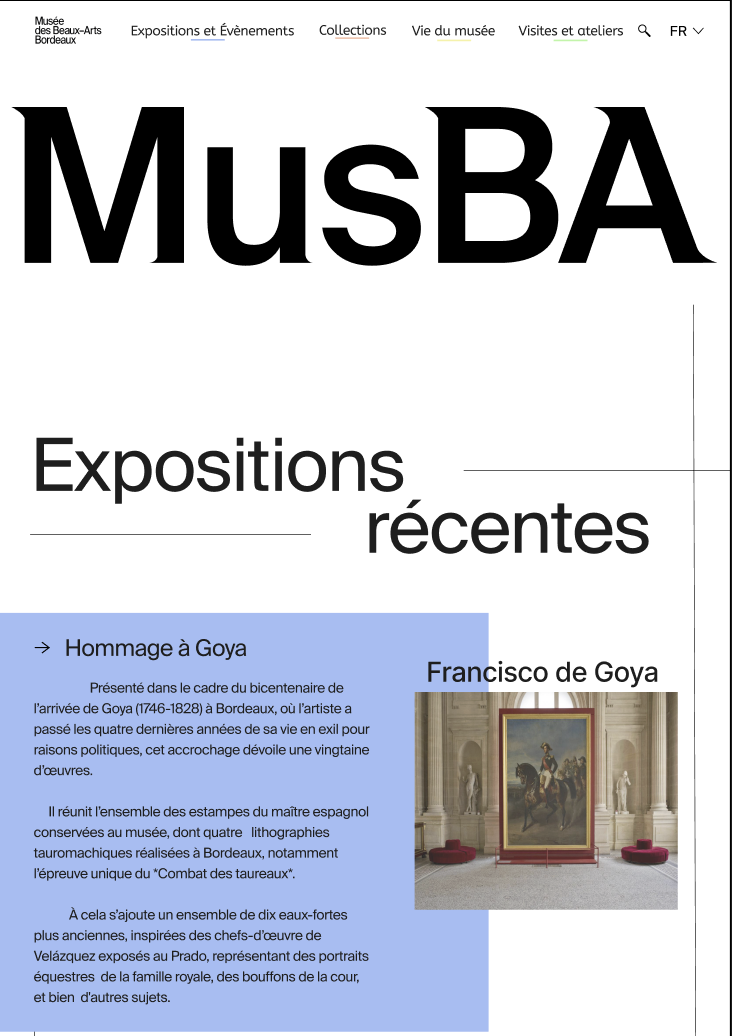 Musée
des Beaux-Arts
Bordeaux
Expositions et Évènements
Collections
Vie du musée
Visites et ateliers
FR
MusBA
Expositions
récentes
→ Hommage à Goya
Présenté dans le cadre du bicentenaire de
l'arrivée de Goya (1746-1828) à Bordeaux, où l'artiste a
passé les quatre dernières années de sa vie en exil pour
raisons politiques, cet accrochage dévoile une vingtaine
d'œuvres.
Il réunit l'ensemble des estampes du maître espagnol
conservées au musée, dont quatre lithographies
tauromachiques réalisées à Bordeaux, notamment
l'épreuve unique du *Combat des taureaux*.
À cela s'ajoute un ensemble de dix eaux-fortes
plus anciennes, inspirées des chefs-d'œuvre de
Velázquez exposés au Prado, représentant des portraits
équestres de la famille royale, des bouffons de la cour,
et bien d'autres sujets.
Francisco de Goya